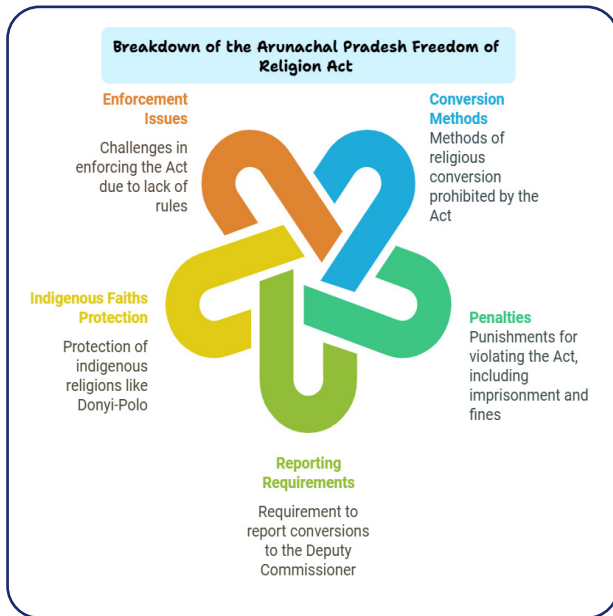 Breakdown of the Arunachal Pradesh Freedom of
Religion Act
Enforcement
Issues
Challenges in
enforcing the Act
due to lack of
rules
Conversion
Methods
Methods of
religious
conversion
prohibited by the
Act
Indigenous Faiths
Protection
Protection of
indigenous
religions like
Donyi-Polo
Penalties
Punishments for
violating the Act,
including
imprisonment and
fines
Reporting
Requirements
Requirement to
report conversions
to the Deputy
Commissioner